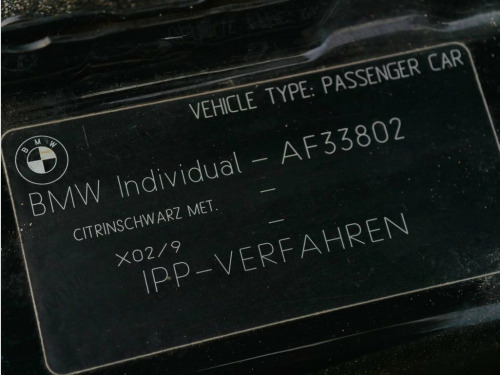 VEHICLE TYPE: PASSENGER CAR
BMW
BMW Individual - AF33802
CITRINSCHWARZ MET. -
X02/9 -
IPP-VERFAHREN